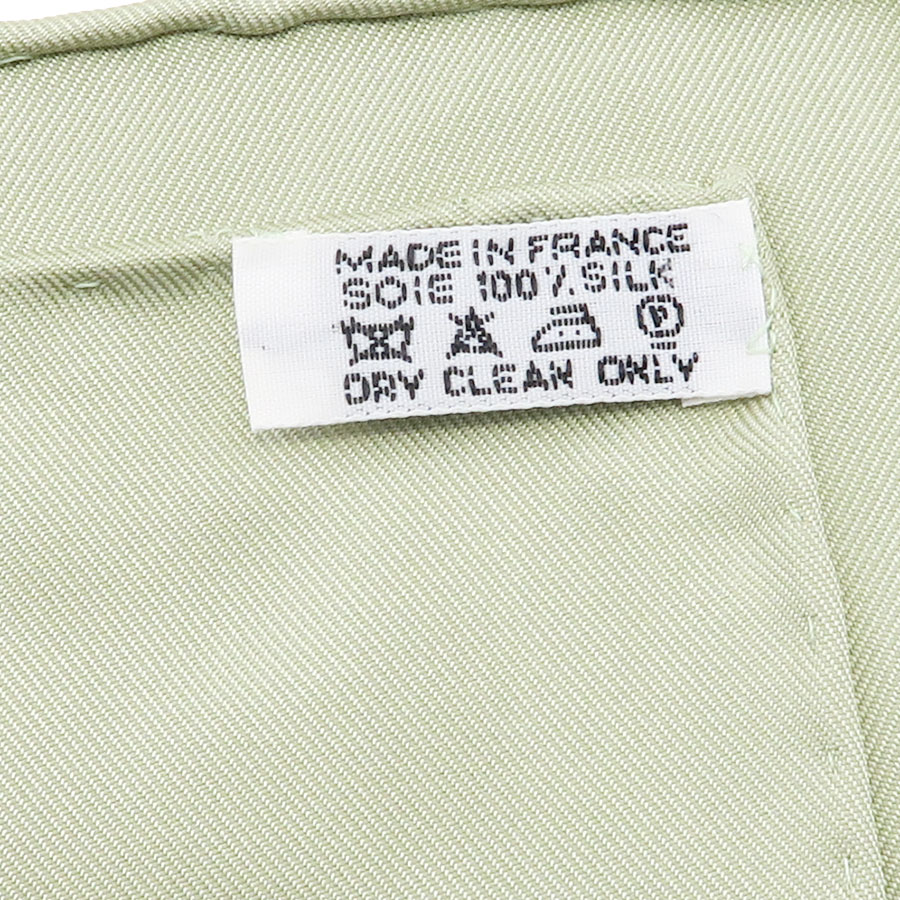 MADE IN FRANCE
SOIE 100% SILK
P
DRY CLEAN ONLY